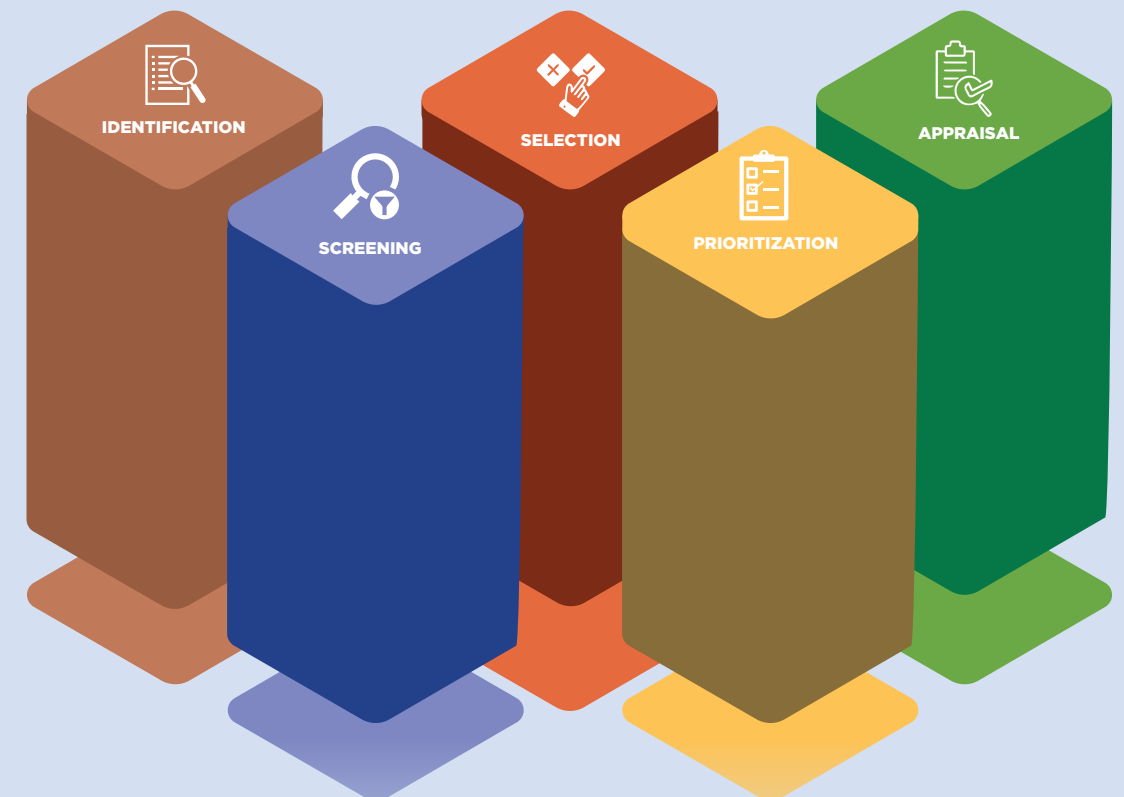 IDENTIFICATION
SCREENING
SELECTION
PRIORITIZATION
APPRAISAL